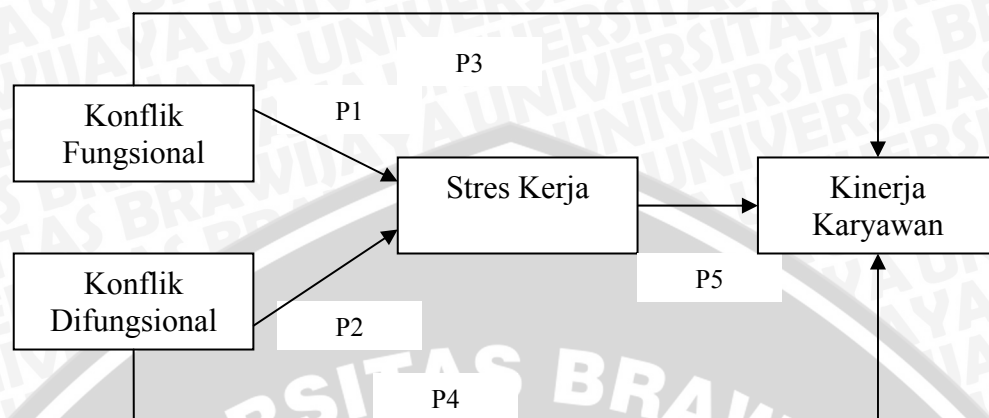 P3
Konflik
Fungsional
P1
Stres Kerja
Kinerja
Karyawan
Konflik
Difungsional
P5
P2
P4